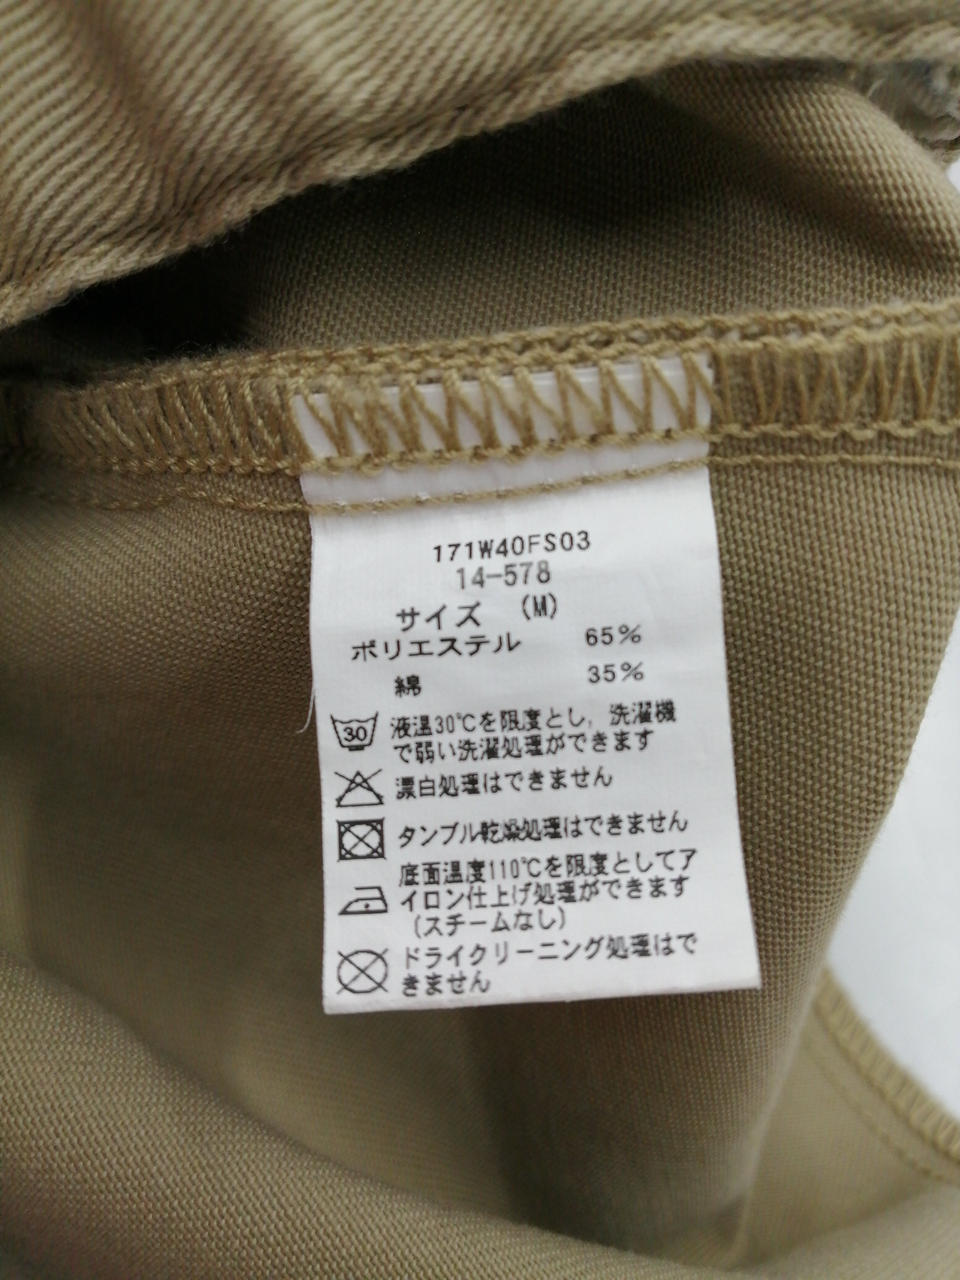 171W40FS03
14-578
サイズ (M)
ポリエステル 65%
綿 35%
30 液温30℃を限度とし、洗濯機
で弱い洗濯処理ができます
漂白処理はできません
タンブル乾燥処理はできません
底面温度110℃を限度としてア
イロン仕上げ処理ができます
(スチームなし)
ドライクリーニング処理はで
きません